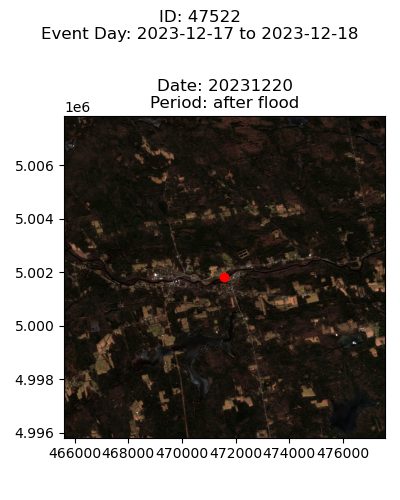 ID: 47522
Event Day: 2023-12-17 to 2023-12-18
Date: 20231220
Period: after flood
1e6
5.006
5.004
5.002
5.000
4.998
4.996
466000 468000 470000 472000 474000 476000